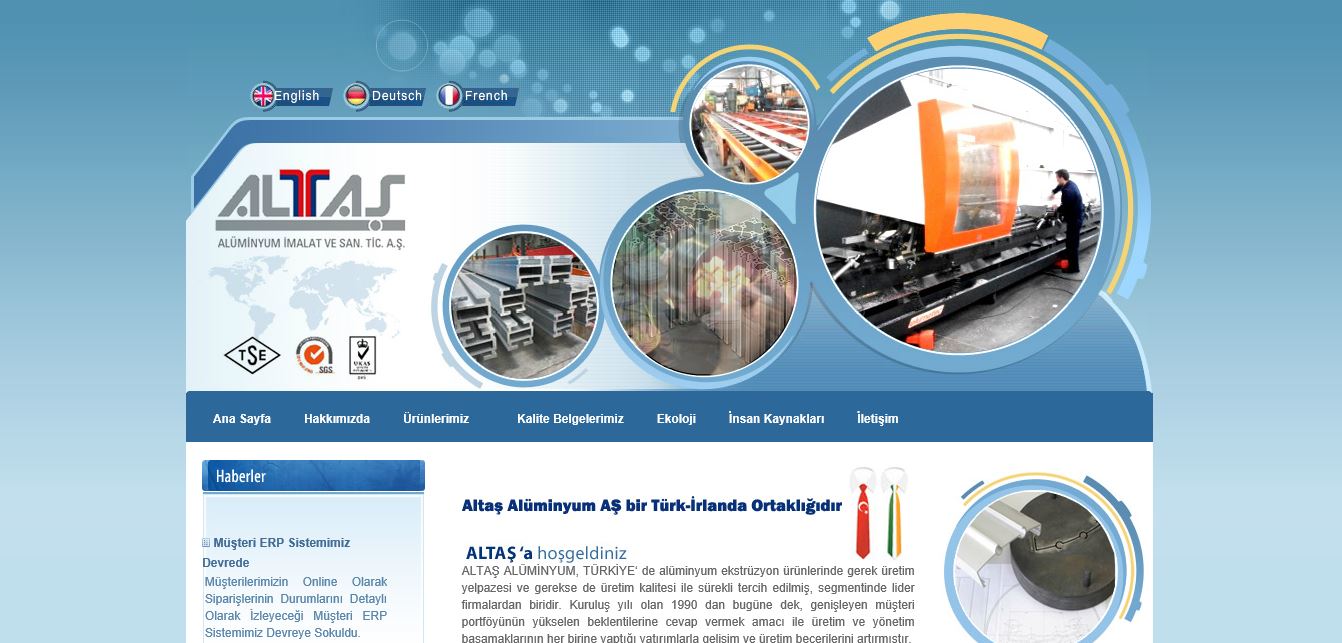 English
Deutsch
French
ALTAS
ALÜMİNYUM İMALAT VE SAN. TİC. A.Ş.
TSE
SGS
UKAS
Ana Sayfa
Hakkımızda
Ürünlerimiz
Kalite Belgelerimiz
Ekoloji
İnsan Kaynakları
İletişim
Haberler
Müşteri ERP Sistemimiz
Devrede
Müşterilerimizin Online Olarak
Siparişlerinin Durumlarını Detaylı
Olarak İzleyeceği Müşteri ERP
Sistemimiz Devreye Sokuldu.
Altaş Alüminyum AŞ bir Türk-İrlanda Ortaklığıdır
ALTAŞ ‘a hoşgeldiniz
ALTAŞ ALÜMİNYUM, TÜRKİYE‘ de alüminyum ekstrüzyon ürünlerinde gerek üretim
yelpazesi ve gerekse de üretim kalitesi ile sürekli tercih edilmiş, segmentinde lider
firmalardan biridir. Kuruluş yılı olan 1990 dan bugüne dek, genişleyen müşteri
portföyünün yükselen beklentilerine cevap vermek amacı ile üretim ve yönetim
basamaklarının her birine yaptığı yatırımlarla gelişim ve üretim becerilerini artırmıştır.